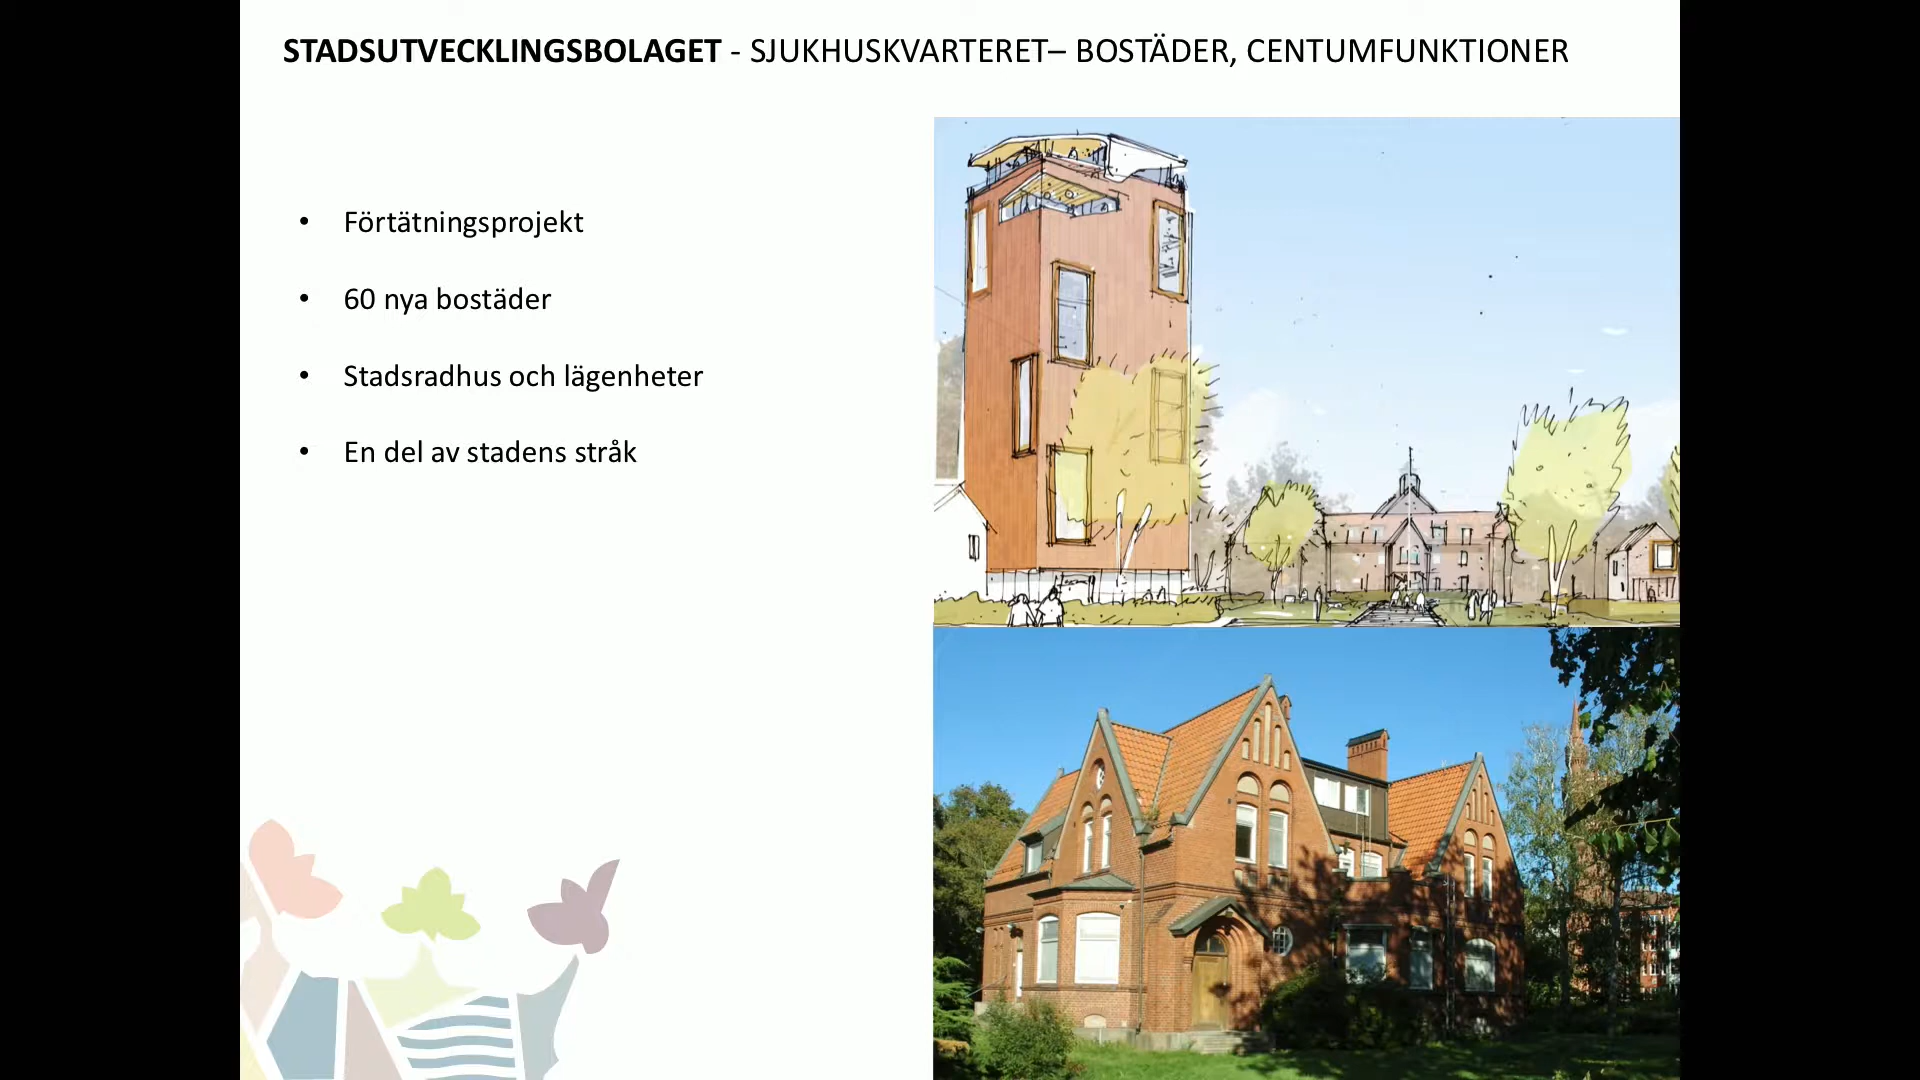 STADSUTVECKLINGSBOLAGET - SJUKHUSKVARTERET– BOSTÄDER, CENTUMFUNKTIONER
• Förtätningsprojekt
• 60 nya bostäder
• Stadsradhus och lägenheter
• En del av stadens stråk